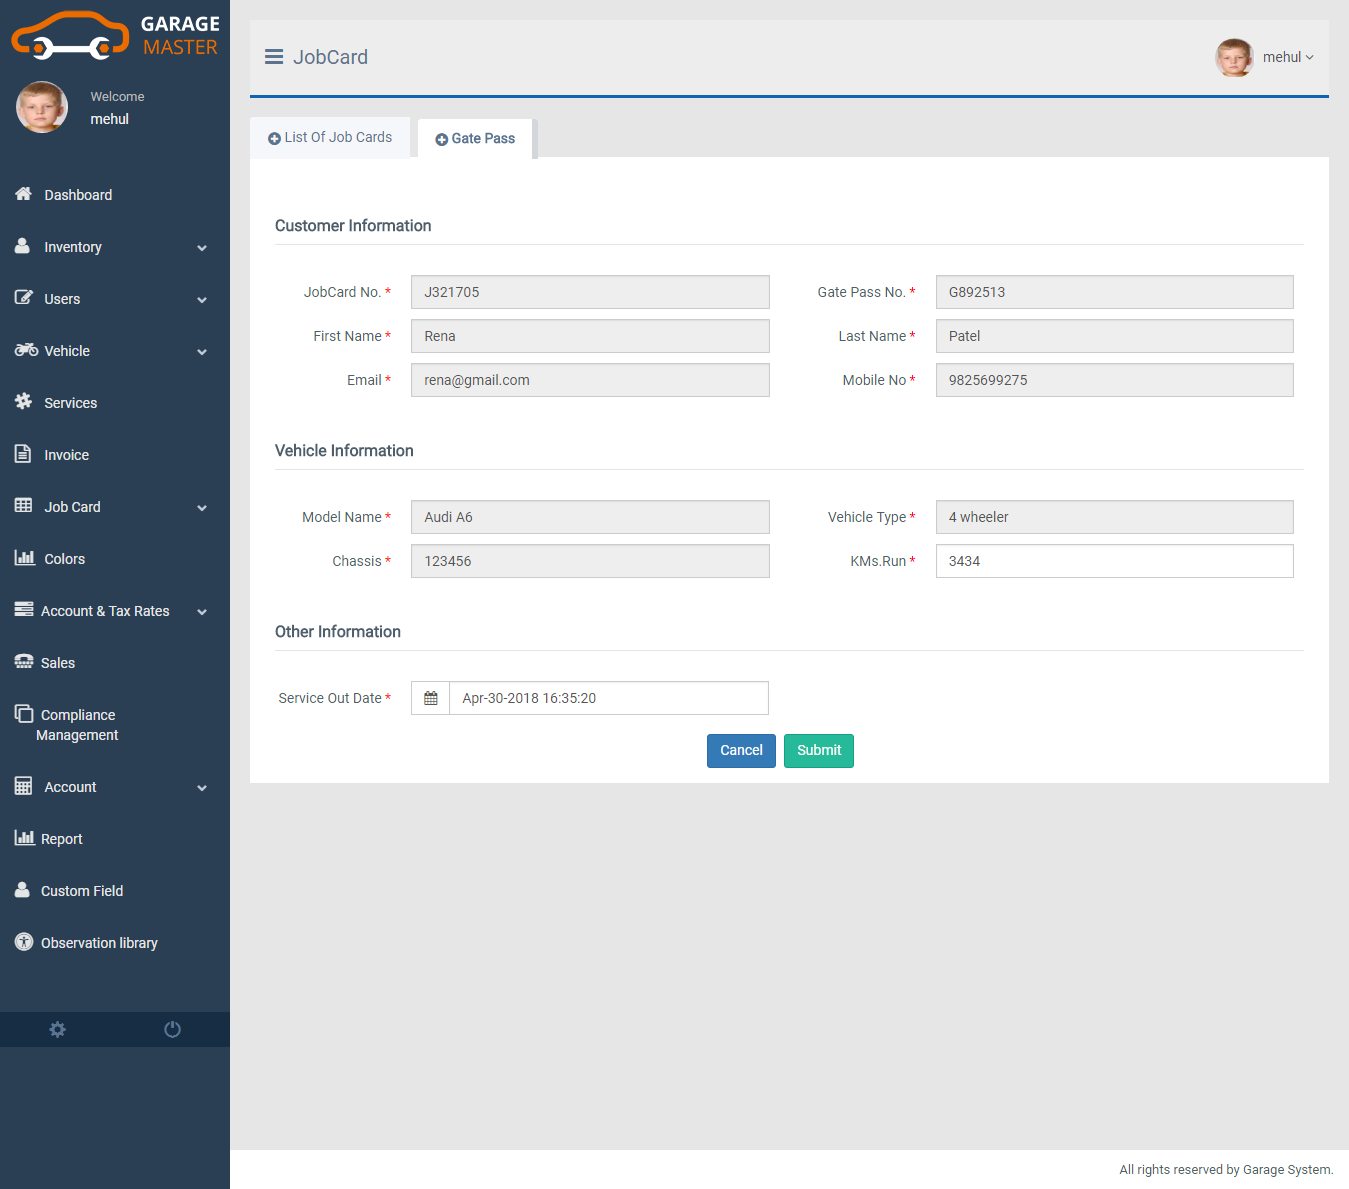 GARAGE
MASTER
Welcome
mehul
Dashboard
Inventory
Users
Vehicle
Services
Invoice
Job Card
Colors
Account & Tax Rates
Sales
Compliance
Management
Account
Report
Custom Field
Observation library
JobCard
mehul
List Of Job Cards
Gate Pass
Customer Information
JobCard No. * J321705 Gate Pass No. * G892513
First Name * Rena Last Name * Patel
Email * rena@gmail.com Mobile No * 9825699275
Vehicle Information
Model Name * Audi A6 Vehicle Type * 4 wheeler
Chassis * 123456 KMs.Run * 3434
Other Information
Service Out Date * Apr-30-2018 16:35:20
Cancel Submit
All rights reserved by Garage System.